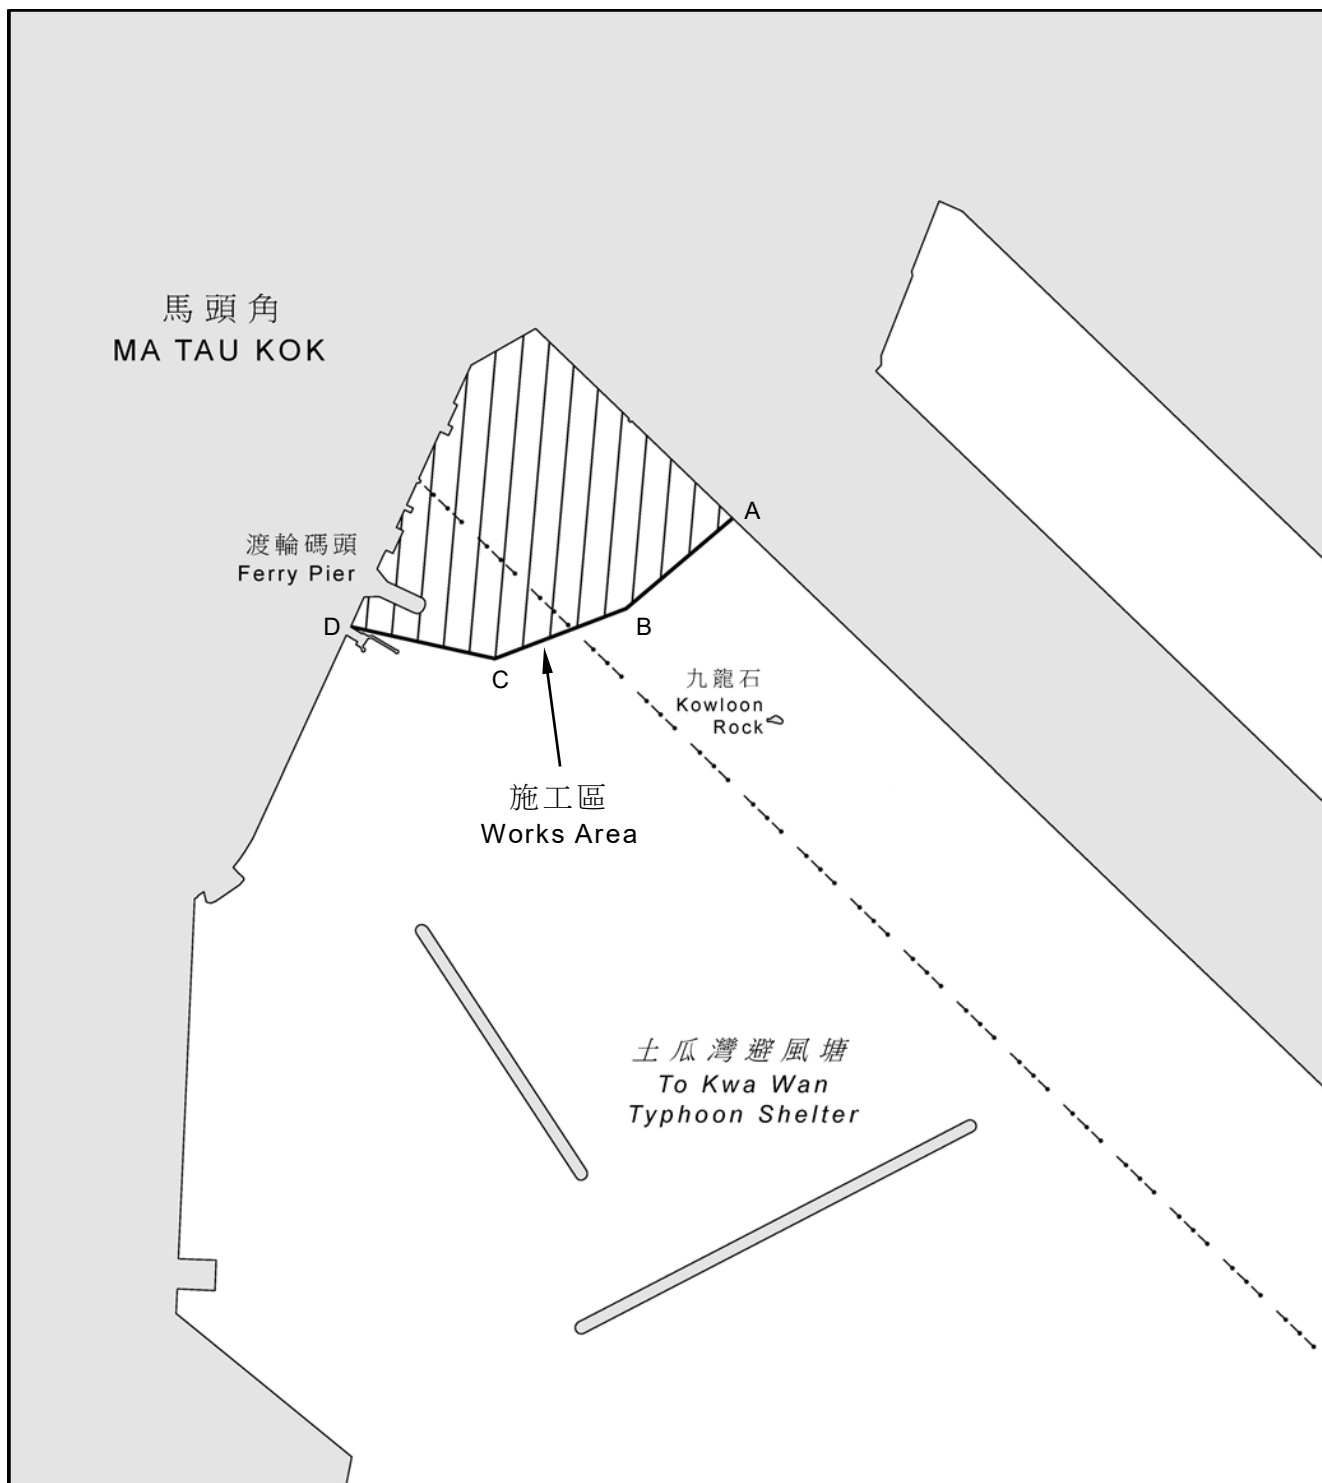 馬頭角
MA TAU KOK
A
渡輪碼頭
Ferry Pier
D
B
C
九龍石
Kowloon
Rock
施工區
Works Area
土瓜灣避風塘
To Kwa Wan
Typhoon Shelter